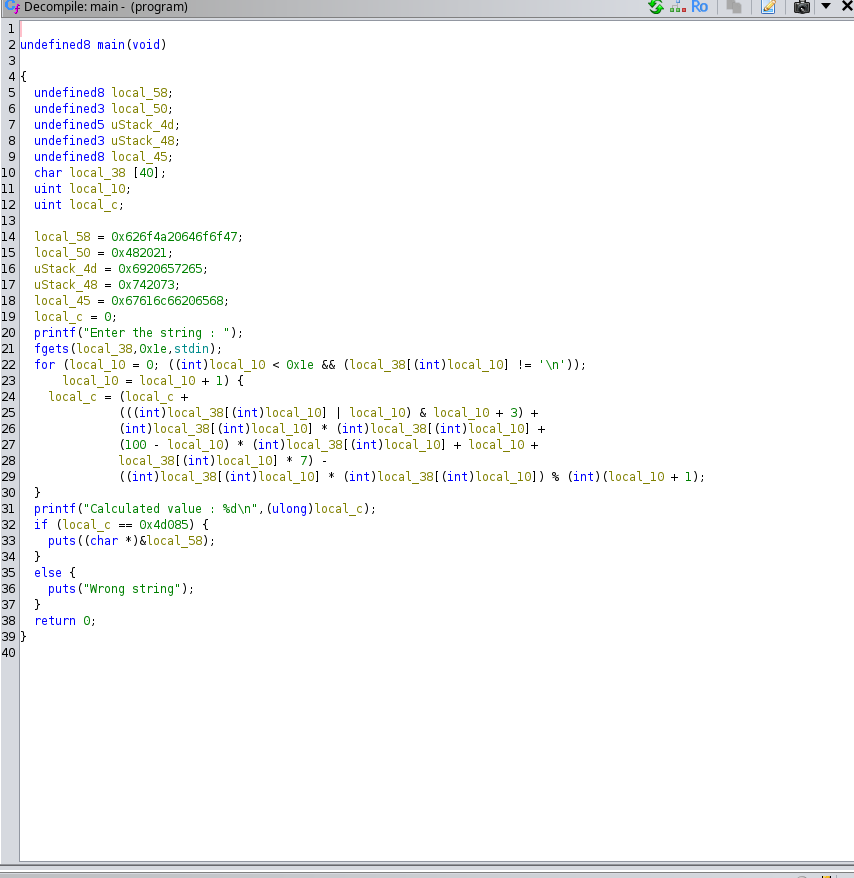 Decompile: main - (program)
Ro
1
2 undefined8 main(void)
3
4 {
5 undefined8 local_58;
6 undefined3 local_50;
7 undefined5 uStack_4d;
8 undefined3 uStack_48;
9 undefined8 local_45;
10 char local_38 [40];
11 uint local_10;
12 uint local_c;
13
14 local_58 = 0x626f4a20646f6f47;
15 local_50 = 0x482021;
16 uStack_4d = 0x6920657265;
17 uStack_48 = 0x742073;
18 local_45 = 0x67616c66206568;
19 local_c = 0;
20 printf("Enter the string : ");
21 fgets(local_38,0x1e,stdin);
22 for (local_10 = 0; ((int)local_10 < 0x1e && (local_38[(int)local_10] != '\n'));
23 local_10 = local_10 + 1) {
24 local_c = (local_c +
25 (((int)local_38[(int)local_10] | local_10) & local_10 + 3) +
26 (int)local_38[(int)local_10] * (int)local_38[(int)local_10] +
27 (100 - local_10) * (int)local_38[(int)local_10] + local_10 +
28 local_38[(int)local_10] * 7) -
29 ((int)local_38[(int)local_10] * (int)local_38[(int)local_10]) % (int)(local_10 + 1);
30 }
31 printf("Calculated value : %d\n",(ulong)local_c);
32 if (local_c == 0x4d085) {
33 puts((char *)&local_58);
34 }
35 else {
36 puts("Wrong string");
37 }
38 return 0;
39 }
40